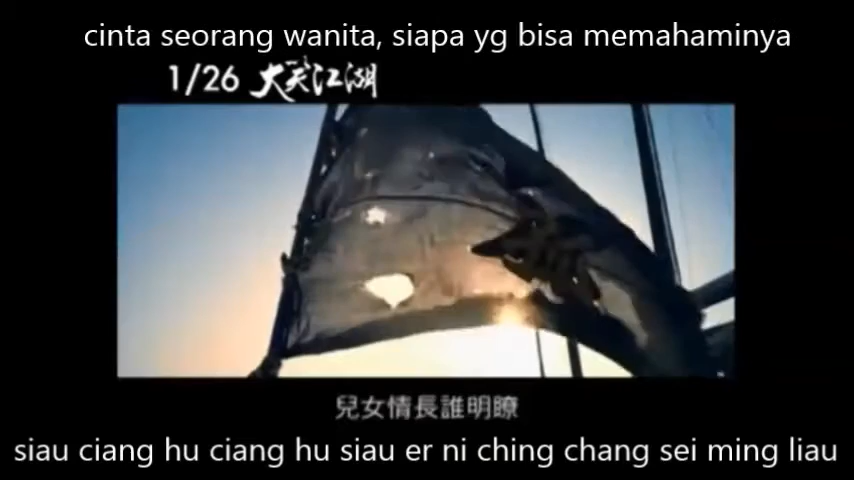 cinta seorang wanita, siapa yg bisa memahaminya
1/26 大笑江湖
兒女情長誰明瞭
siau ciang hu ciang hu siau er ni ching chang sei ming liau